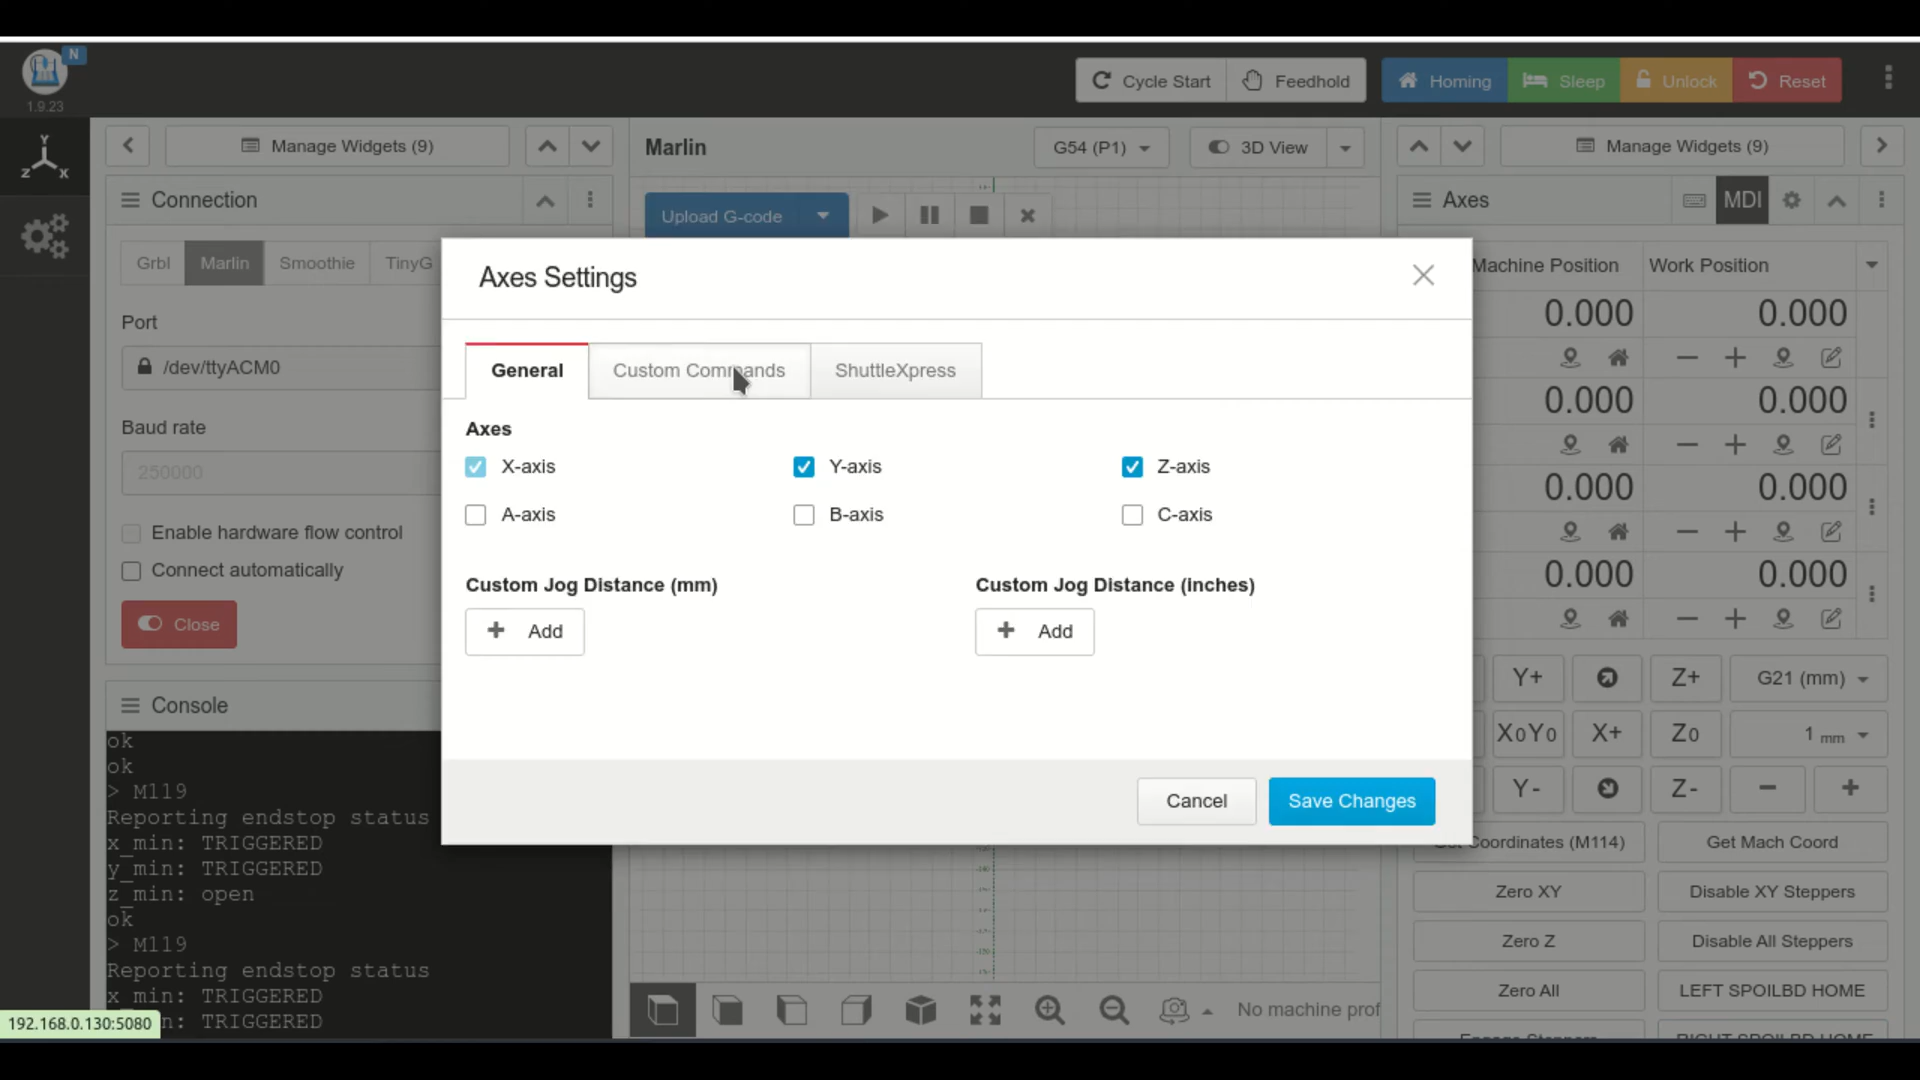 N
1.9.23
Cycle Start
Feedhold
Homing
Sleep
Unlock
Reset
Y
Z X
Manage Widgets (9)
Connection
Grbl
Marlin
Smoothie
TinyG
Port
/dev/ttyACM0
Baud rate
250000
Enable hardware flow control
Connect automatically
Close
Console
ok
ok
> M119
Reporting endstop status
x_min: TRIGGERED
y_min: TRIGGERED
z_min: open
ok
> M119
Reporting endstop status
x_min: TRIGGERED
n: TRIGGERED
192.168.0.130:5080
Marlin
G54 (P1)
3D View
Upload G-code
Axes Settings
General
Custom Commands
ShuttleXpress
Axes
X-axis
Y-axis
Z-axis
A-axis
B-axis
C-axis
Custom Jog Distance (mm)
Custom Jog Distance (inches)
+ Add
+ Add
Cancel
Save Changes
No machine prof
Manage Widgets (9)
Axes
MDI
Machine Position
Work Position
0.000 0.000
0.000 0.000
0.000 0.000
0.000 0.000
Y+
Z+
G21 (mm)
X0Y0
X+
Z0
1 mm
Y-
Z-
Coordinates (M114)
Get Mach Coord
Zero XY
Disable XY Steppers
Zero Z
Disable All Steppers
Zero All
LEFT SPOILBD HOME
Engage Steppers
RIGHT SPOILBD HOME